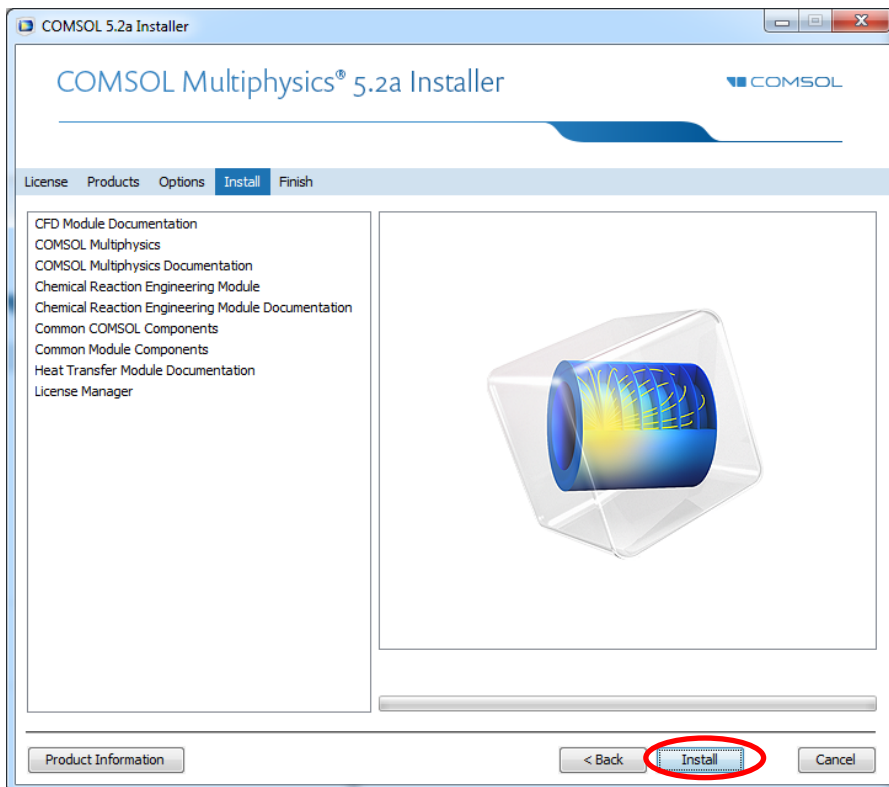 COMSOL 5.2a Installer
COMSOL Multiphysics® 5.2a Installer
COMSOL
License Products Options Install Finish
CFD Module Documentation
COMSOL Multiphysics
COMSOL Multiphysics Documentation
Chemical Reaction Engineering Module
Chemical Reaction Engineering Module Documentation
Common COMSOL Components
Common Module Components
Heat Transfer Module Documentation
License Manager
Product Information < Back Install Cancel